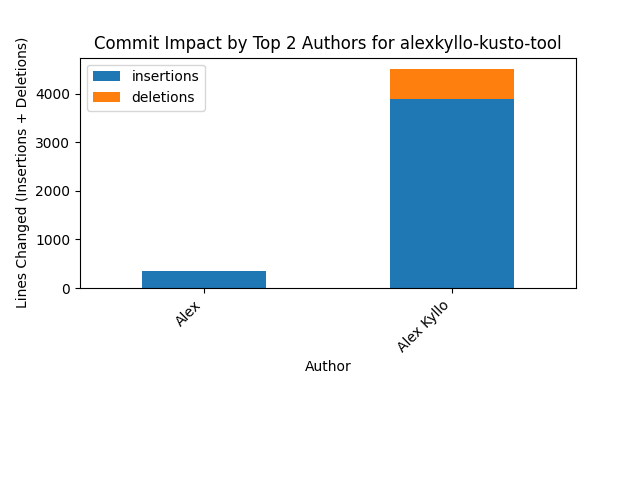 Commit Impact by Top 2 Authors for alexkyllo-kusto-tool
Lines Changed (Insertions + Deletions)
insertions
deletions
4000
3000
2000
1000
0
Alex
Alex Kyllo
Author